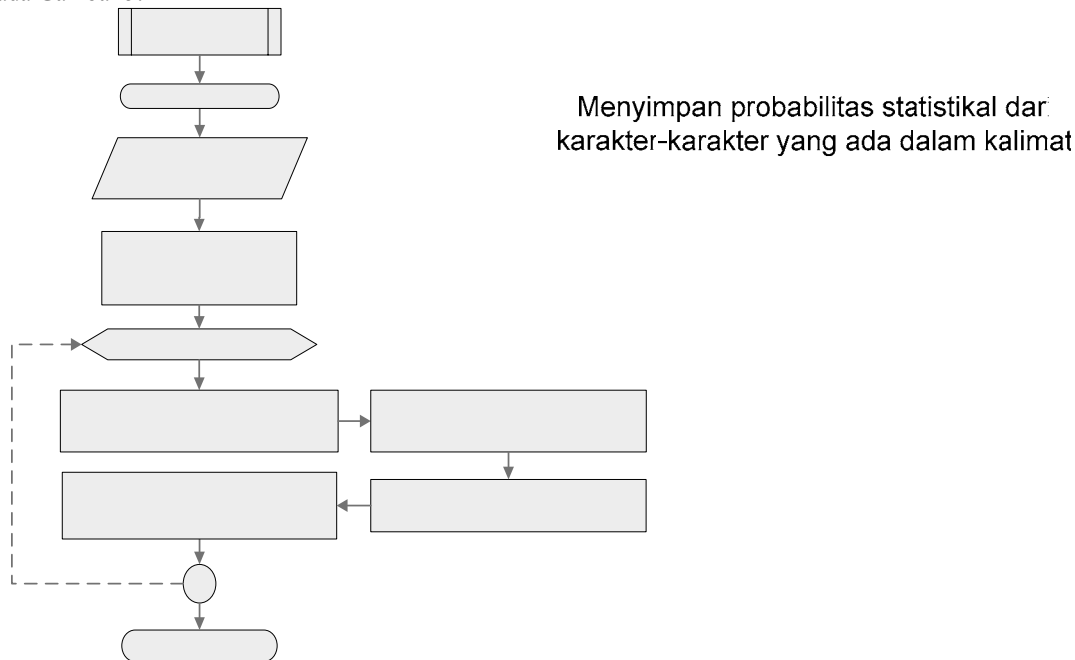 Menyimpan probabilitas statistikal dari
karakter-karakter yang ada dalam kalimat